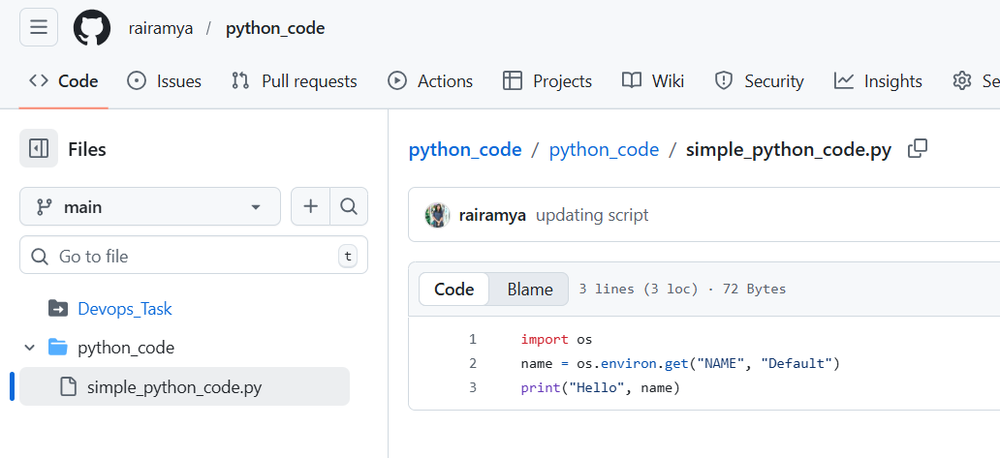 rairamya / python_code
Code Issues Pull requests Actions Projects Wiki Security Insights Se
Files
main
Go to file t
Devops_Task
python_code
simple_python_code.py
python_code / python_code / simple_python_code.py
rairamya updating script
Code Blame 3 lines (3 loc) · 72 Bytes
1 import os
2 name = os.environ.get("NAME", "Default")
3 print("Hello", name)